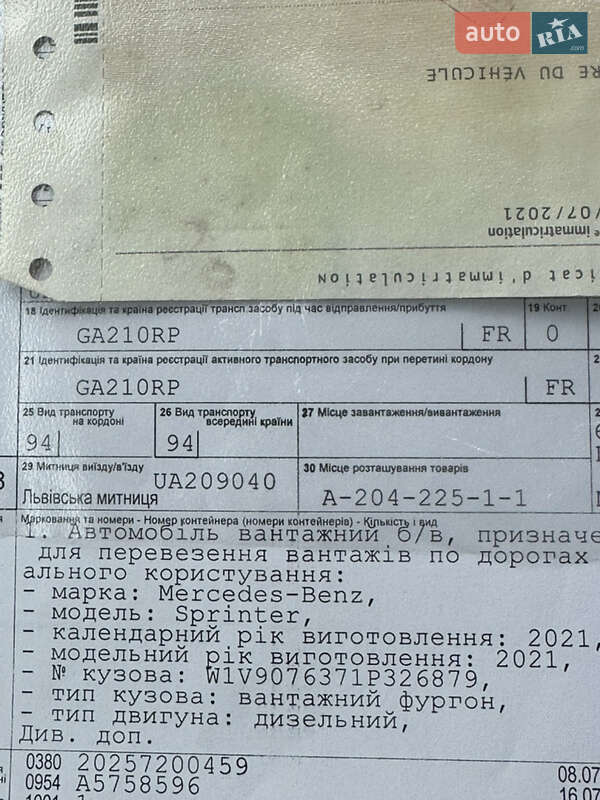 auto RIA .com
RE DU VÉHICULE
/07/2021
e immatriculation
icat d'immatriculation
18 Ідентифікація та країна реєстрації трансп. засобу під час відправлення/прибуття
19 Конт.
GA210RP FR 0
21 Ідентифікація та країна реєстрації активного транспортного засобу при перетині кордону
GA210RP FR
25 Вид транспорту на кордоні
26 Вид транспорту всередині країни
27 Місце завантаження/вивантаження
94 94
29 Митниця виїзду/в'їзду
UA209040
Львівська митниця
30 Місце розташування товарів
А-204-225-1-1
Маркования та номери - Номер контейнера (номери контейнерів) - Кількість і вид
1. Автомобіль вантажний б/в, призначе
для перевезення вантажів по дорогах
ального користування:
- марка: Mercedes-Benz,
- модель: Sprinter,
- календарний рік виготовлення: 2021,
- модельний рік виготовлення: 2021,
- № кузова: W1V9076371P326879,
- тип кузова: вантажний фургон,
- тип двигуна: дизельний,
Див. доп.
0380 20257200459
08.07
0954 A5758596
16.07